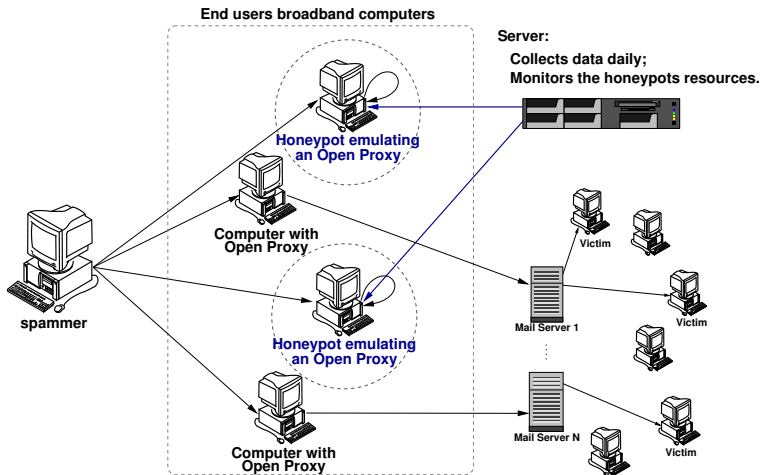 End users broadband computers
Server:
Collects data daily;
Monitors the honeypots resources.
Honeypot emulating
an Open Proxy
Computer with
Open Proxy
Victim
spammer
Honeypot emulating
an Open Proxy
Mail Server 1
Victim
Computer with
Open Proxy
Mail Server N
Victim